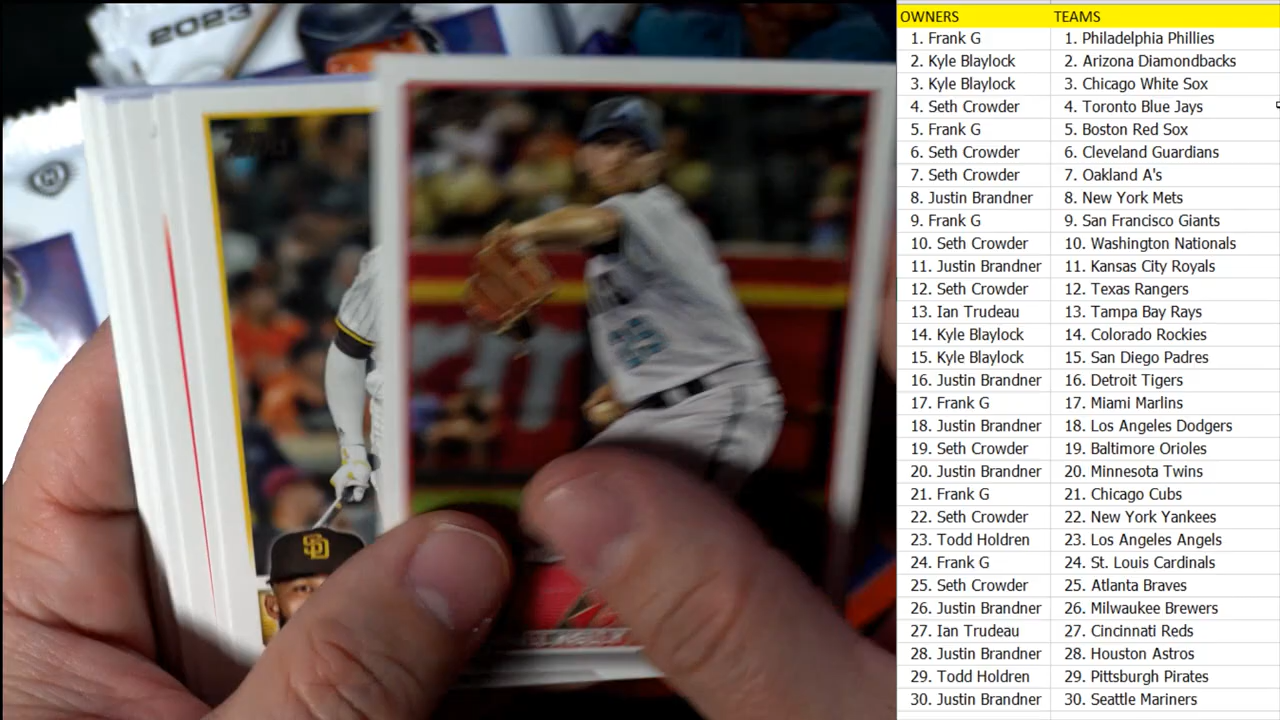 2023
OWNERS TEAMS
1. Frank G 1. Philadelphia Phillies
2. Kyle Blaylock 2. Arizona Diamondbacks
3. Kyle Blaylock 3. Chicago White Sox
4. Seth Crowder 4. Toronto Blue Jays
5. Frank G 5. Boston Red Sox
6. Seth Crowder 6. Cleveland Guardians
7. Seth Crowder 7. Oakland A's
8. Justin Brandner 8. New York Mets
9. Frank G 9. San Francisco Giants
10. Seth Crowder 10. Washington Nationals
11. Justin Brandner 11. Kansas City Royals
12. Seth Crowder 12. Texas Rangers
13. Ian Trudeau 13. Tampa Bay Rays
14. Kyle Blaylock 14. Colorado Rockies
15. Kyle Blaylock 15. San Diego Padres
16. Justin Brandner 16. Detroit Tigers
17. Frank G 17. Miami Marlins
18. Justin Brandner 18. Los Angeles Dodgers
19. Seth Crowder 19. Baltimore Orioles
20. Justin Brandner 20. Minnesota Twins
21. Frank G 21. Chicago Cubs
22. Seth Crowder 22. New York Yankees
23. Todd Holdren 23. Los Angeles Angels
24. Frank G 24. St. Louis Cardinals
25. Seth Crowder 25. Atlanta Braves
26. Justin Brandner 26. Milwaukee Brewers
27. Ian Trudeau 27. Cincinnati Reds
28. Justin Brandner 28. Houston Astros
29. Todd Holdren 29. Pittsburgh Pirates
30. Justin Brandner 30. Seattle Mariners
SD